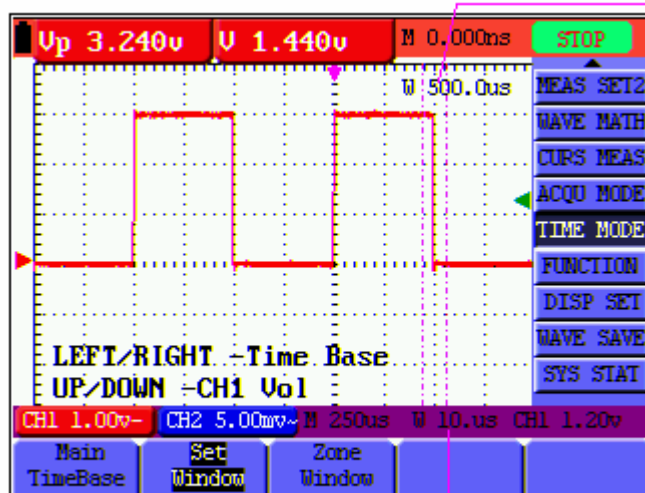 Vp 3.240v V 1.440v M 0.000ns STOP
W 500.0us
MEAS SET2
WAVE MATH
CURS MEAS
ACQU MODE
TIME MODE
FUNCTION
DISP SET
WAVE SAVE
SYS STAT
LEFT/RIGHT -Time Base
UP/DOWN -CH1 Vol
CH1 1.00v- CH2 5.00mv~ M 250us W 10.us CH1 1.20v
Main TimeBase
Set Window
Zone Window